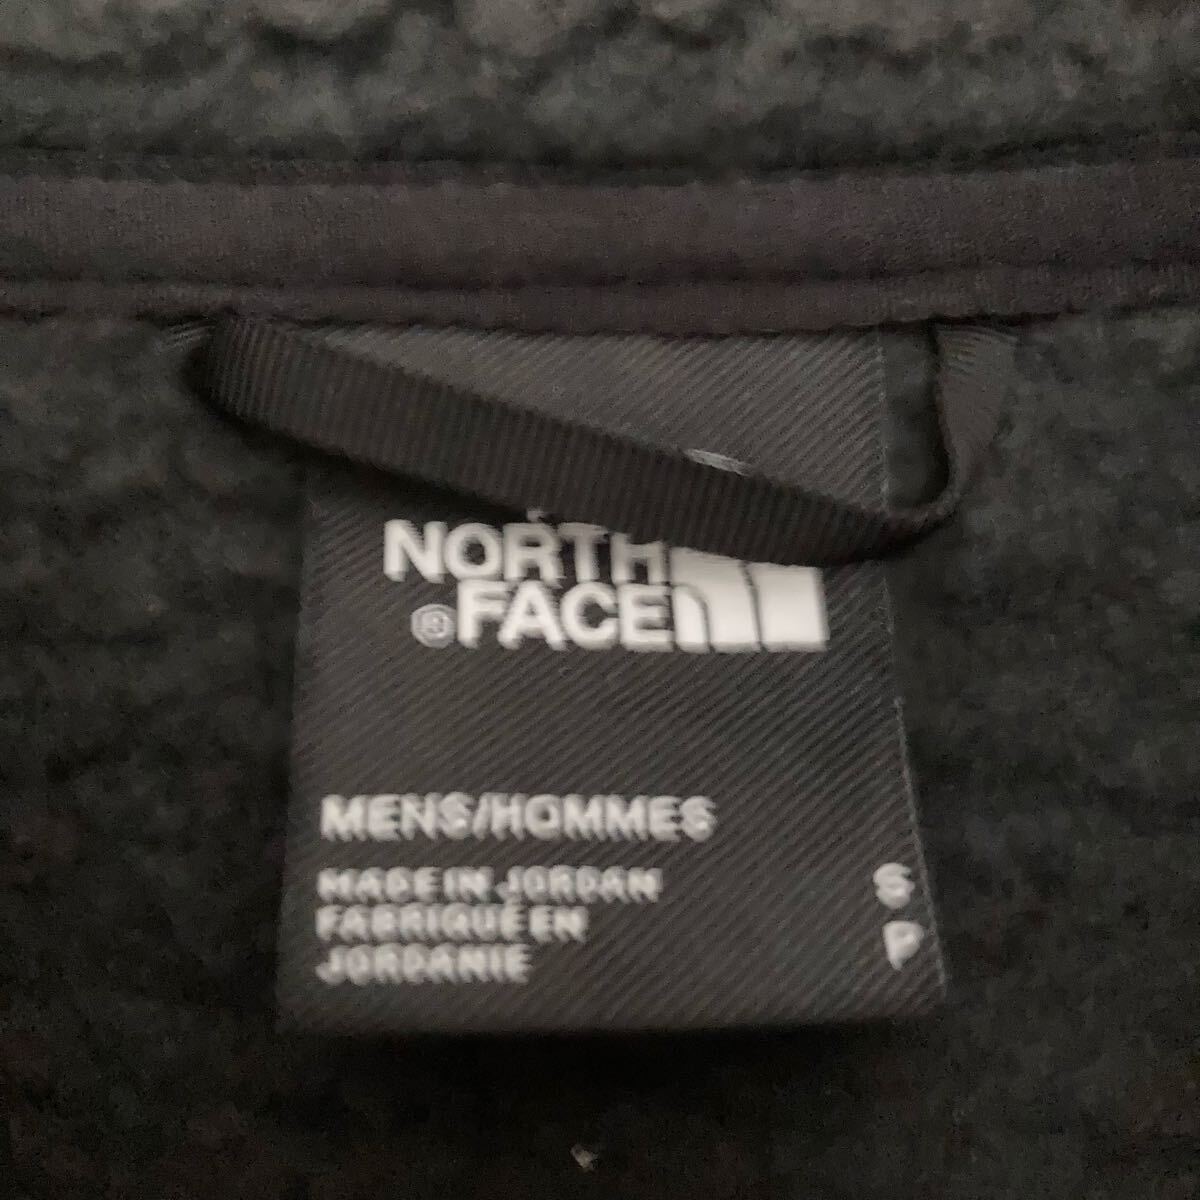 NORTH
® FACE
MENS/HOMMES
MADE IN JORDAN
FABRIQUÉ EN
JORDANIE
S
P